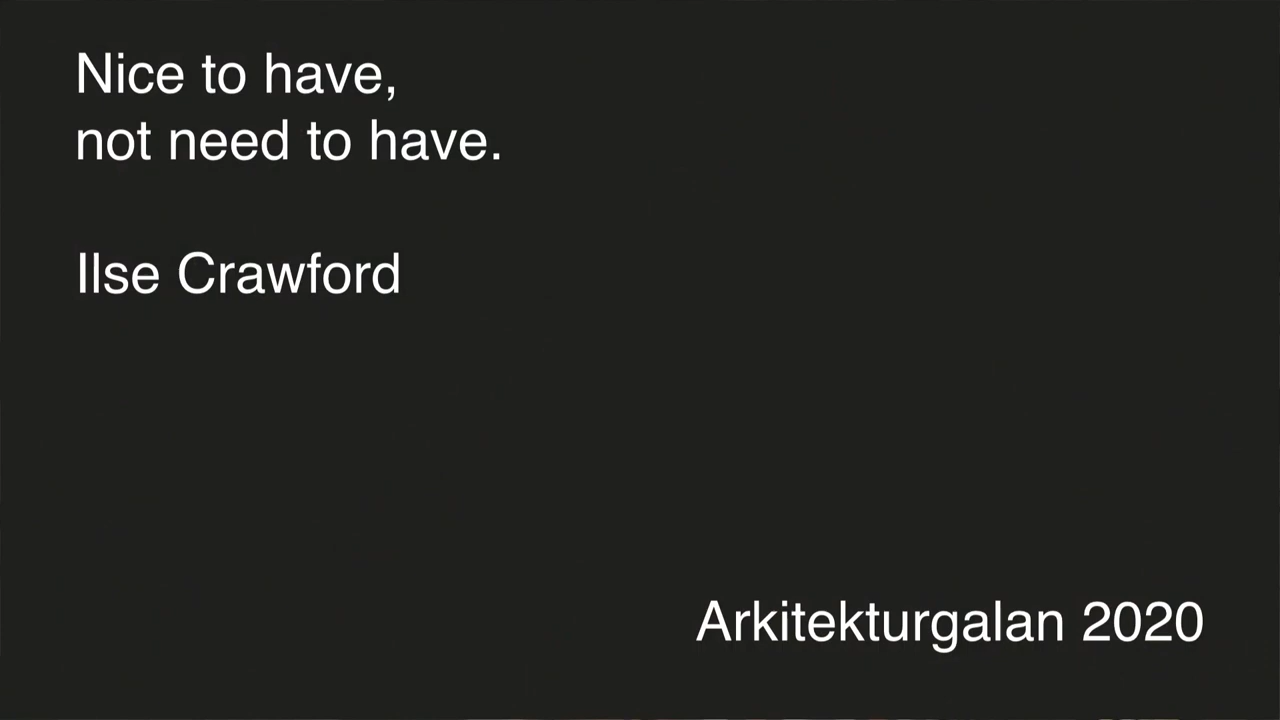 Nice to have,
not need to have.
Ilse Crawford
Arkitekturgalan 2020